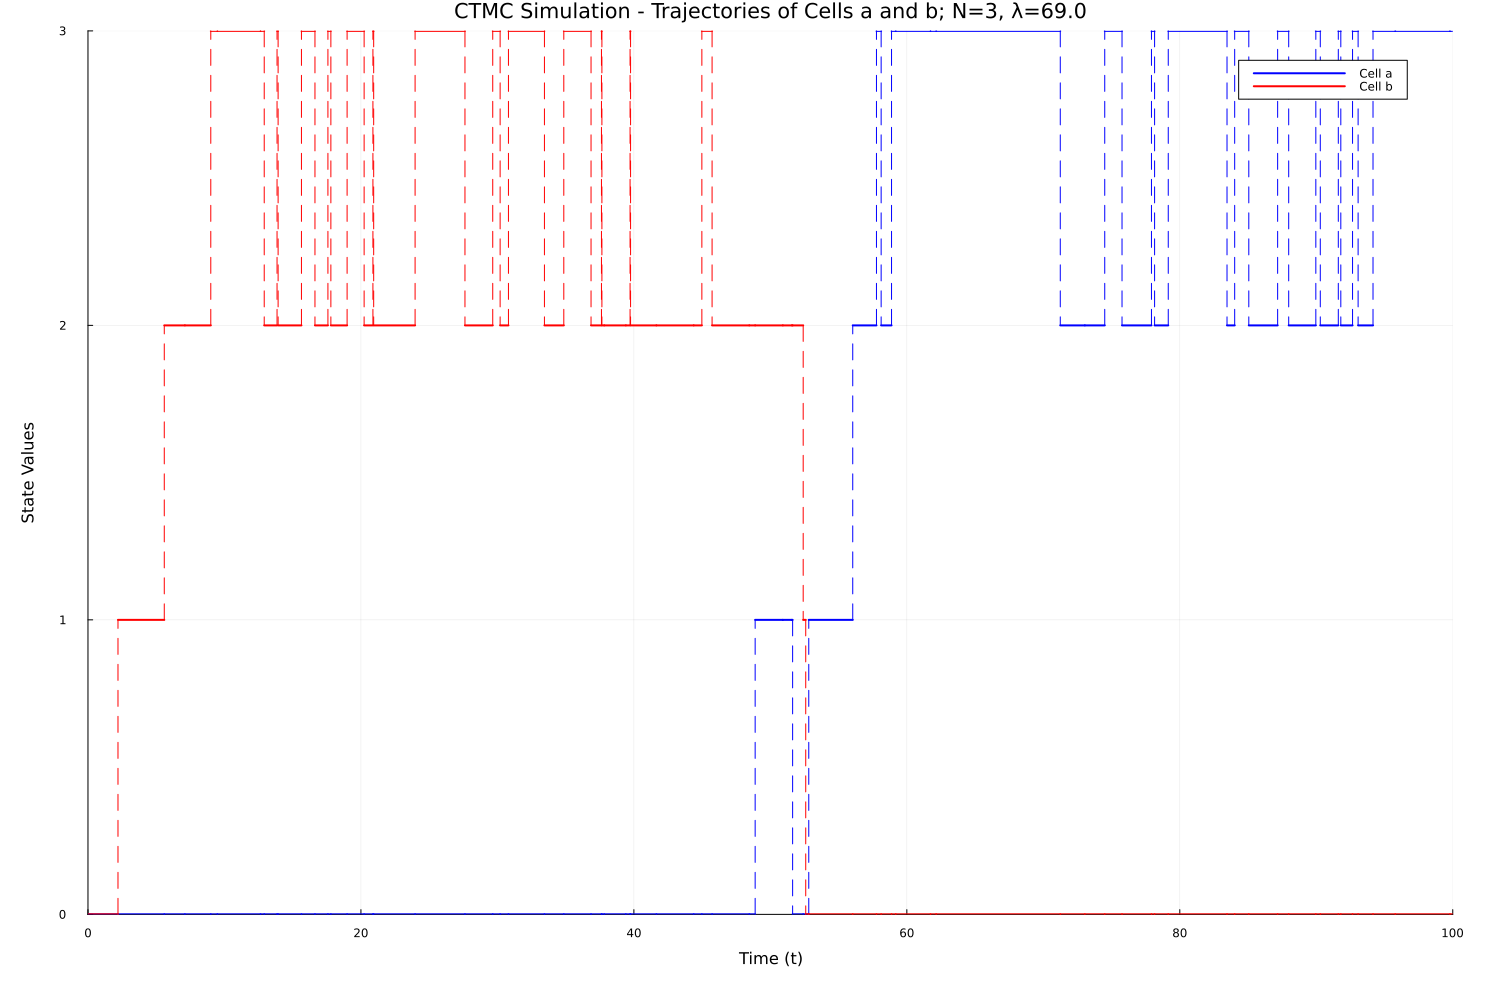 CTMC Simulation - Trajectories of Cells a and b; N=3, λ=69.0
3
Cell a
Cell b
2
State Values
1
0
0 20 40 60 80 100
Time (t)